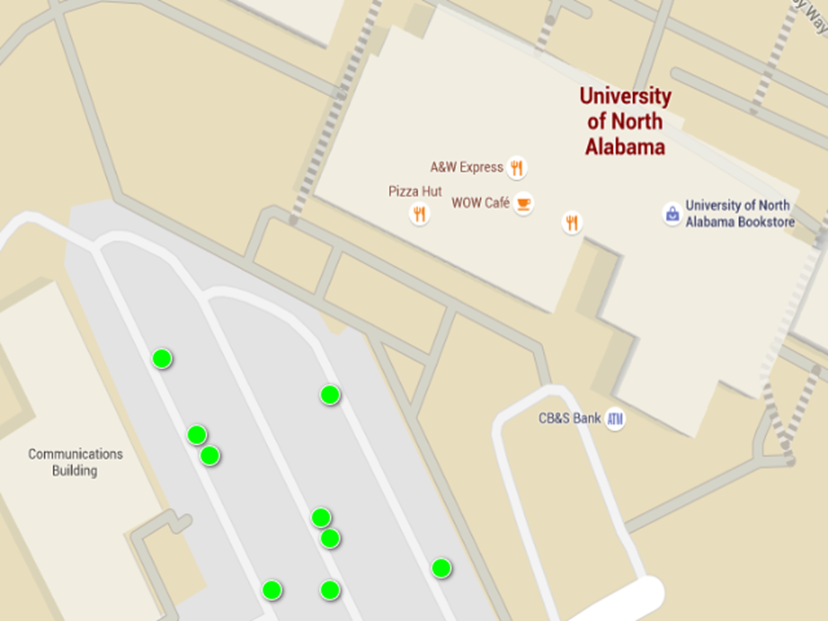 y Way
University
of North
Alabama
A&W Express
Pizza Hut
WOW Café
University of North
Alabama Bookstore
CB&S Bank
ATM
Communications
Building